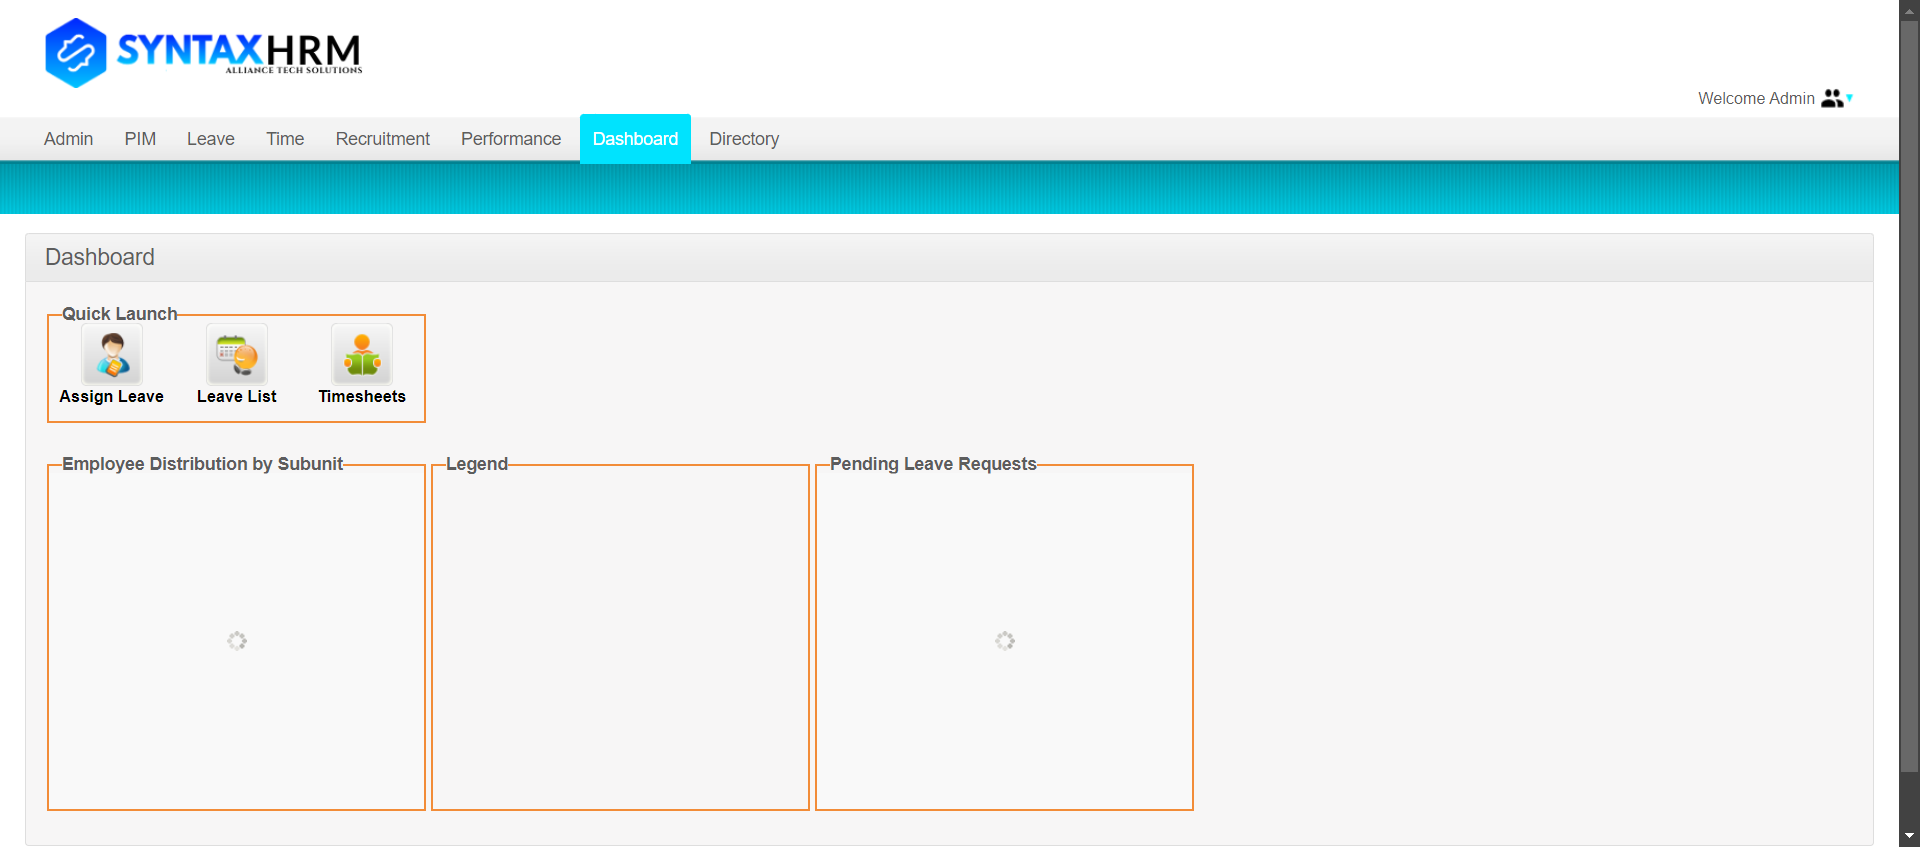 SYNTAXHRM
ALLIANCE TECH SOLUTIONS
Welcome Admin
Admin PIM Leave Time Recruitment Performance Dashboard Directory
Dashboard
Quick Launch
Assign Leave Leave List Timesheets
Employee Distribution by Subunit Legend Pending Leave Requests